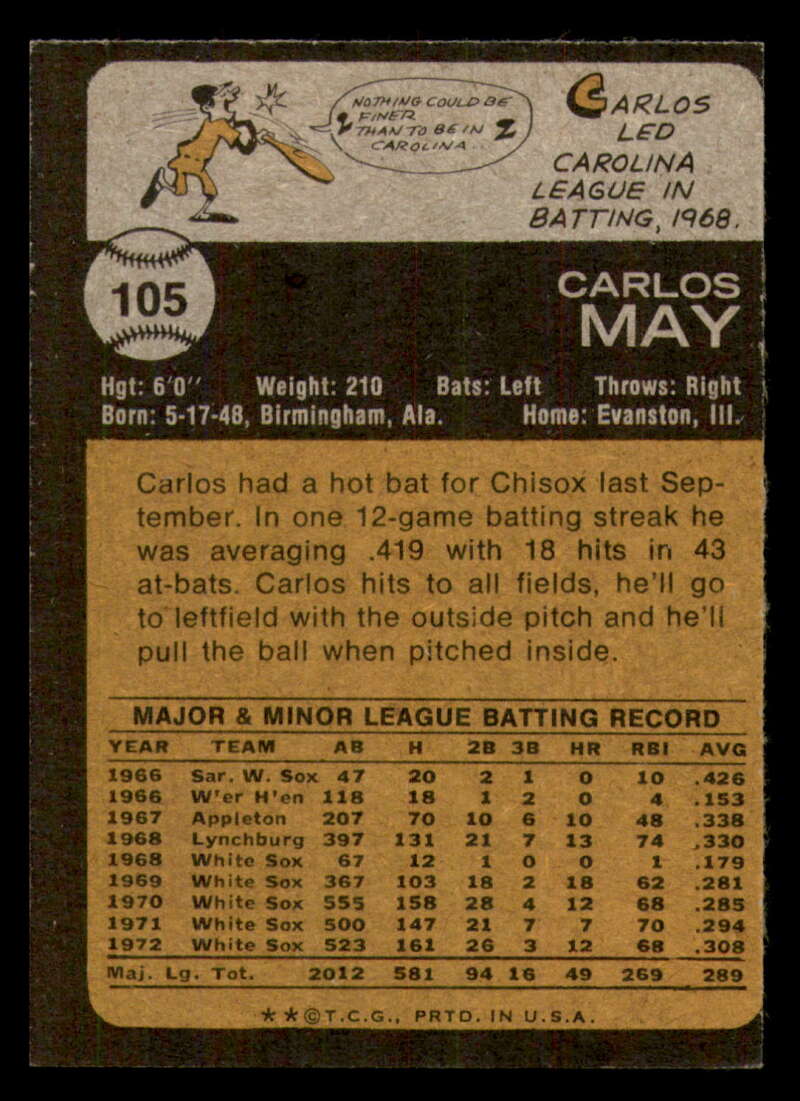 NOTHING COULD BE
FINER
THAN TO BE IN
CAROLINA
CARLOS
LED
CAROLINA
LEAGUE IN
BATTING, 1968.
105
CARLOS
MAY
Hgt: 6'0" Weight: 210 Bats: Left Throws: Right
Born: 5-17-48, Birmingham, Ala. Home: Evanston, Ill.
Carlos had a hot bat for Chisox last Sep-
tember. In one 12-game batting streak he
was averaging .419 with 18 hits in 43
at-bats. Carlos hits to all fields, he'll go
to leftfield with the outside pitch and he'll
pull the ball when pitched inside.
MAJOR & MINOR LEAGUE BATTING RECORD
YEAR TEAM AB H 2B 3B HR RBI AVG
1966 Sar. W. Sox 47 20 2 1 0 10 .426
1966 W'er H'en 118 18 1 2 0 4 .153
1967 Appleton 207 70 10 6 10 48 .338
1968 Lynchburg 397 131 21 7 13 74 .330
1968 White Sox 67 12 1 0 0 1 .179
1969 White Sox 367 103 18 2 18 62 .281
1970 White Sox 555 158 28 4 12 68 .285
1971 White Sox 500 147 21 7 7 70 .294
1972 White Sox 523 161 26 3 12 68 .308
Maj. Lg. Tot. 2012 581 94 16 49 269 289
★★©T.C.G., PRTD. IN U.S.A.